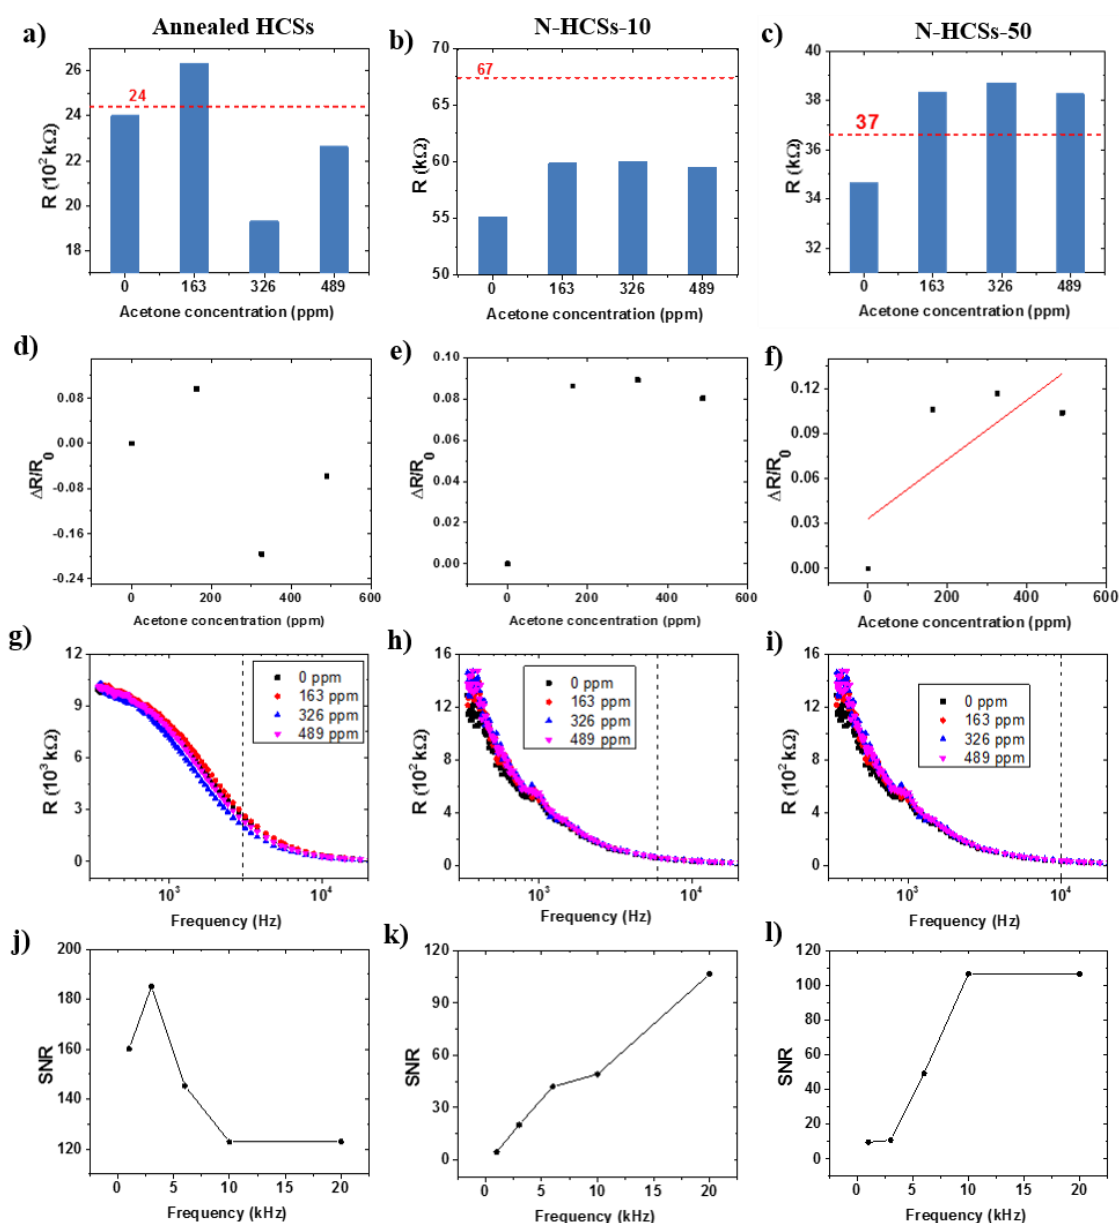 a) Annealed HCSs
26
24
22
20
18
R (10² kΩ)
24
0 163 326 489
Acetone concentration (ppm)
b) N-HCSs-10
70
65
60
55
50
R (kΩ)
67
0 163 326 489
Acetone concentration (ppm)
c) N-HCSs-50
40
38
36
34
32
R (kΩ)
37
0 163 326 489
Acetone concentration (ppm)
d)
0.08
0.00
-0.08
-0.16
-0.24
ΔR/R₀
0 200 400 600
Acetone concentration (ppm)
e)
0.10
0.08
0.06
0.04
0.02
0.00
ΔR/R₀
0 200 400 600
Acetone concentration (ppm)
f)
0.12
0.09
0.06
0.03
0.00
ΔR/R₀
0 200 400 600
Acetone concentration (ppm)
g)
12
9
6
3
0
R (10³ kΩ)
0 ppm
163 ppm
326 ppm
489 ppm
10³ 10⁴
Frequency (Hz)
h)
16
12
8
4
0
R (10² kΩ)
0 ppm
163 ppm
326 ppm
489 ppm
10³ 10⁴
Frequency (Hz)
i)
16
12
8
4
0
R (10² kΩ)
0 ppm
163 ppm
326 ppm
489 ppm
10³ 10⁴
Frequency (Hz)
j)
200
180
160
140
120
SNR
0 5 10 15 20
Frequency (kHz)
k)
120
90
60
30
0
SNR
0 5 10 15 20
Frequency (kHz)
l)
120
100
80
60
40
20
0
SNR
0 5 10 15 20
Frequency (kHz)